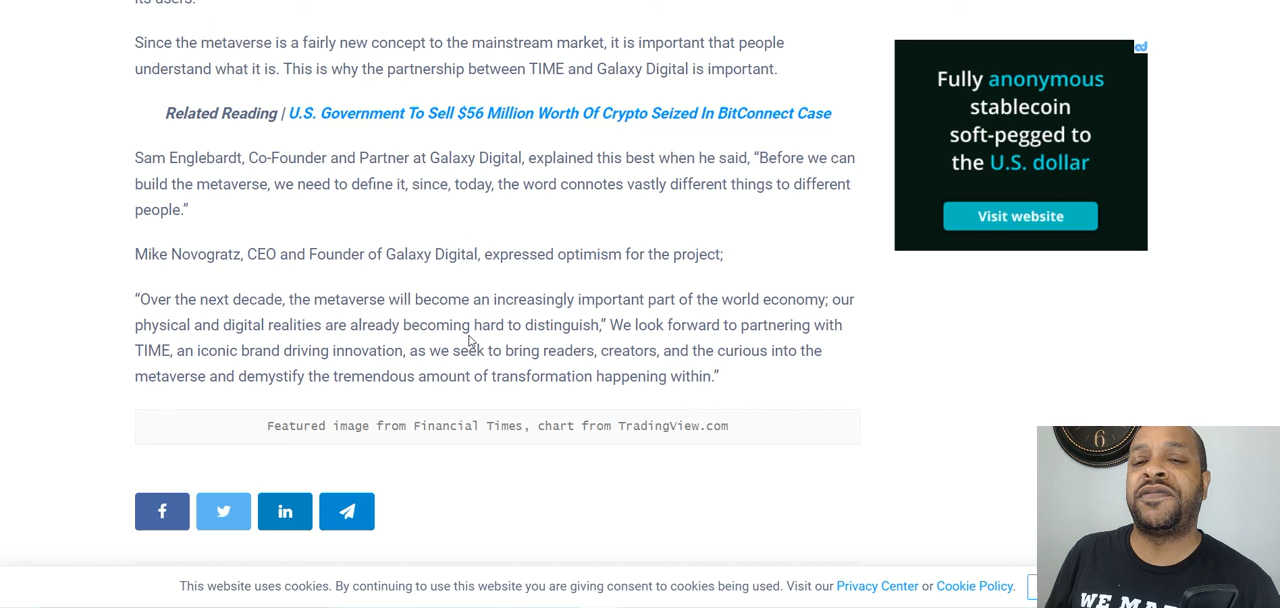 its users.
Since the metaverse is a fairly new concept to the mainstream market, it is important that people
understand what it is. This is why the partnership between TIME and Galaxy Digital is important.
Related Reading | U.S. Government To Sell $56 Million Worth Of Crypto Seized In BitConnect Case
Sam Englebardt, Co-Founder and Partner at Galaxy Digital, explained this best when he said, “Before we can
build the metaverse, we need to define it, since, today, the word connotes vastly different things to different
people.”
Mike Novogratz, CEO and Founder of Galaxy Digital, expressed optimism for the project;
“Over the next decade, the metaverse will become an increasingly important part of the world economy; our
physical and digital realities are already becoming hard to distinguish,” We look forward to partnering with
TIME, an iconic brand driving innovation, as we seek to bring readers, creators, and the curious into the
metaverse and demystify the tremendous amount of transformation happening within.”
Featured image from Financial Times, chart from TradingView.com
f
in
This website uses cookies. By continuing to use this website you are giving consent to cookies being used. Visit our Privacy Center or Cookie Policy.
Fully anonymous
stablecoin
soft-pegged to
the U.S. dollar
Visit website
6
WE